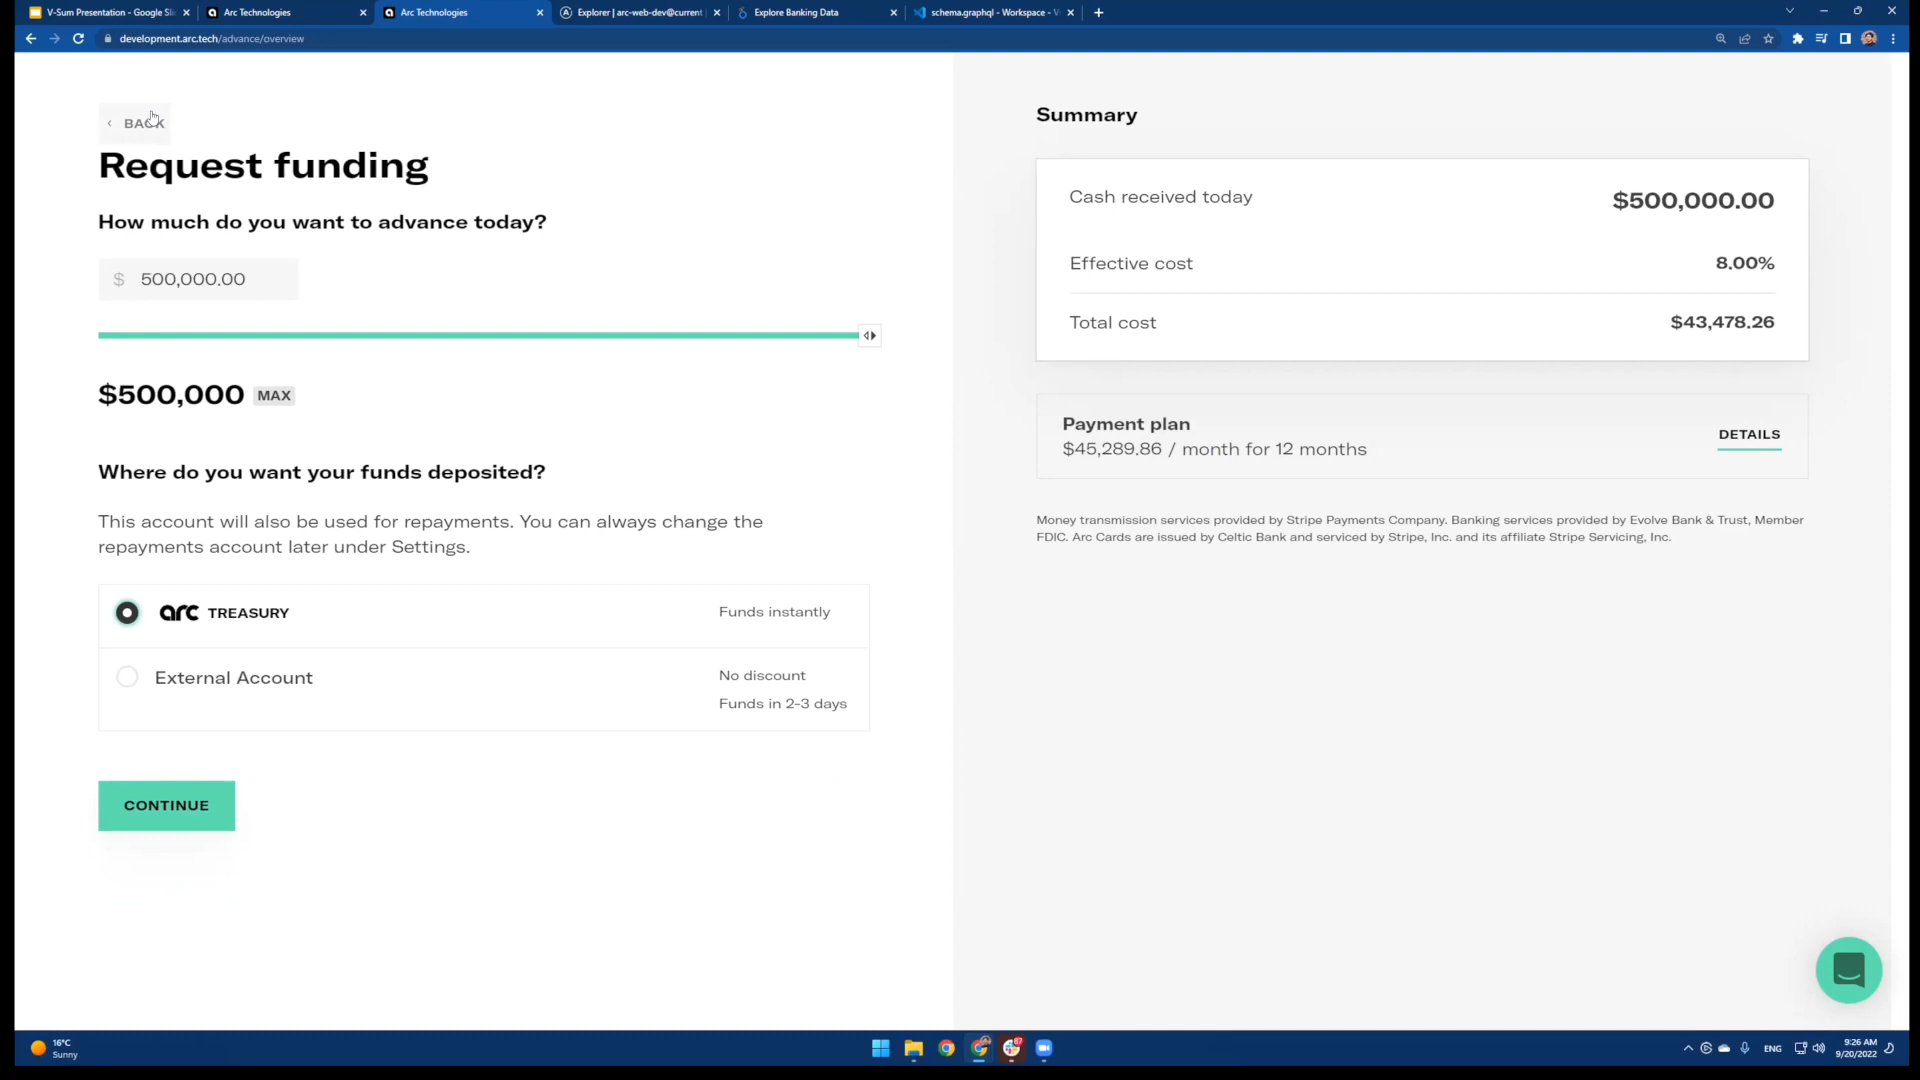 V-Sum Presentation - Google Sli
Arc Technologies
Arc Technologies
Explorer | arc-web-dev@current
Explore Banking Data
schema.graphql - Workspace - V
development.arc.tech/advance/overview
BACK
Request funding
How much do you want to advance today?
$ 500,000.00
$500,000 MAX
Where do you want your funds deposited?
This account will also be used for repayments. You can always change the
repayments account later under Settings.
arc TREASURY
Funds instantly
External Account
No discount
Funds in 2-3 days
CONTINUE
Summary
Cash received today $500,000.00
Effective cost 8.00%
Total cost $43,478.26
Payment plan
$45,289.86 / month for 12 months
DETAILS
Money transmission services provided by Stripe Payments Company. Banking services provided by Evolve Bank & Trust, Member
FDIC. Arc Cards are issued by Celtic Bank and serviced by Stripe, Inc. and its affiliate Stripe Servicing, Inc.
16°C
Sunny
ENG
9:26 AM
9/20/2022